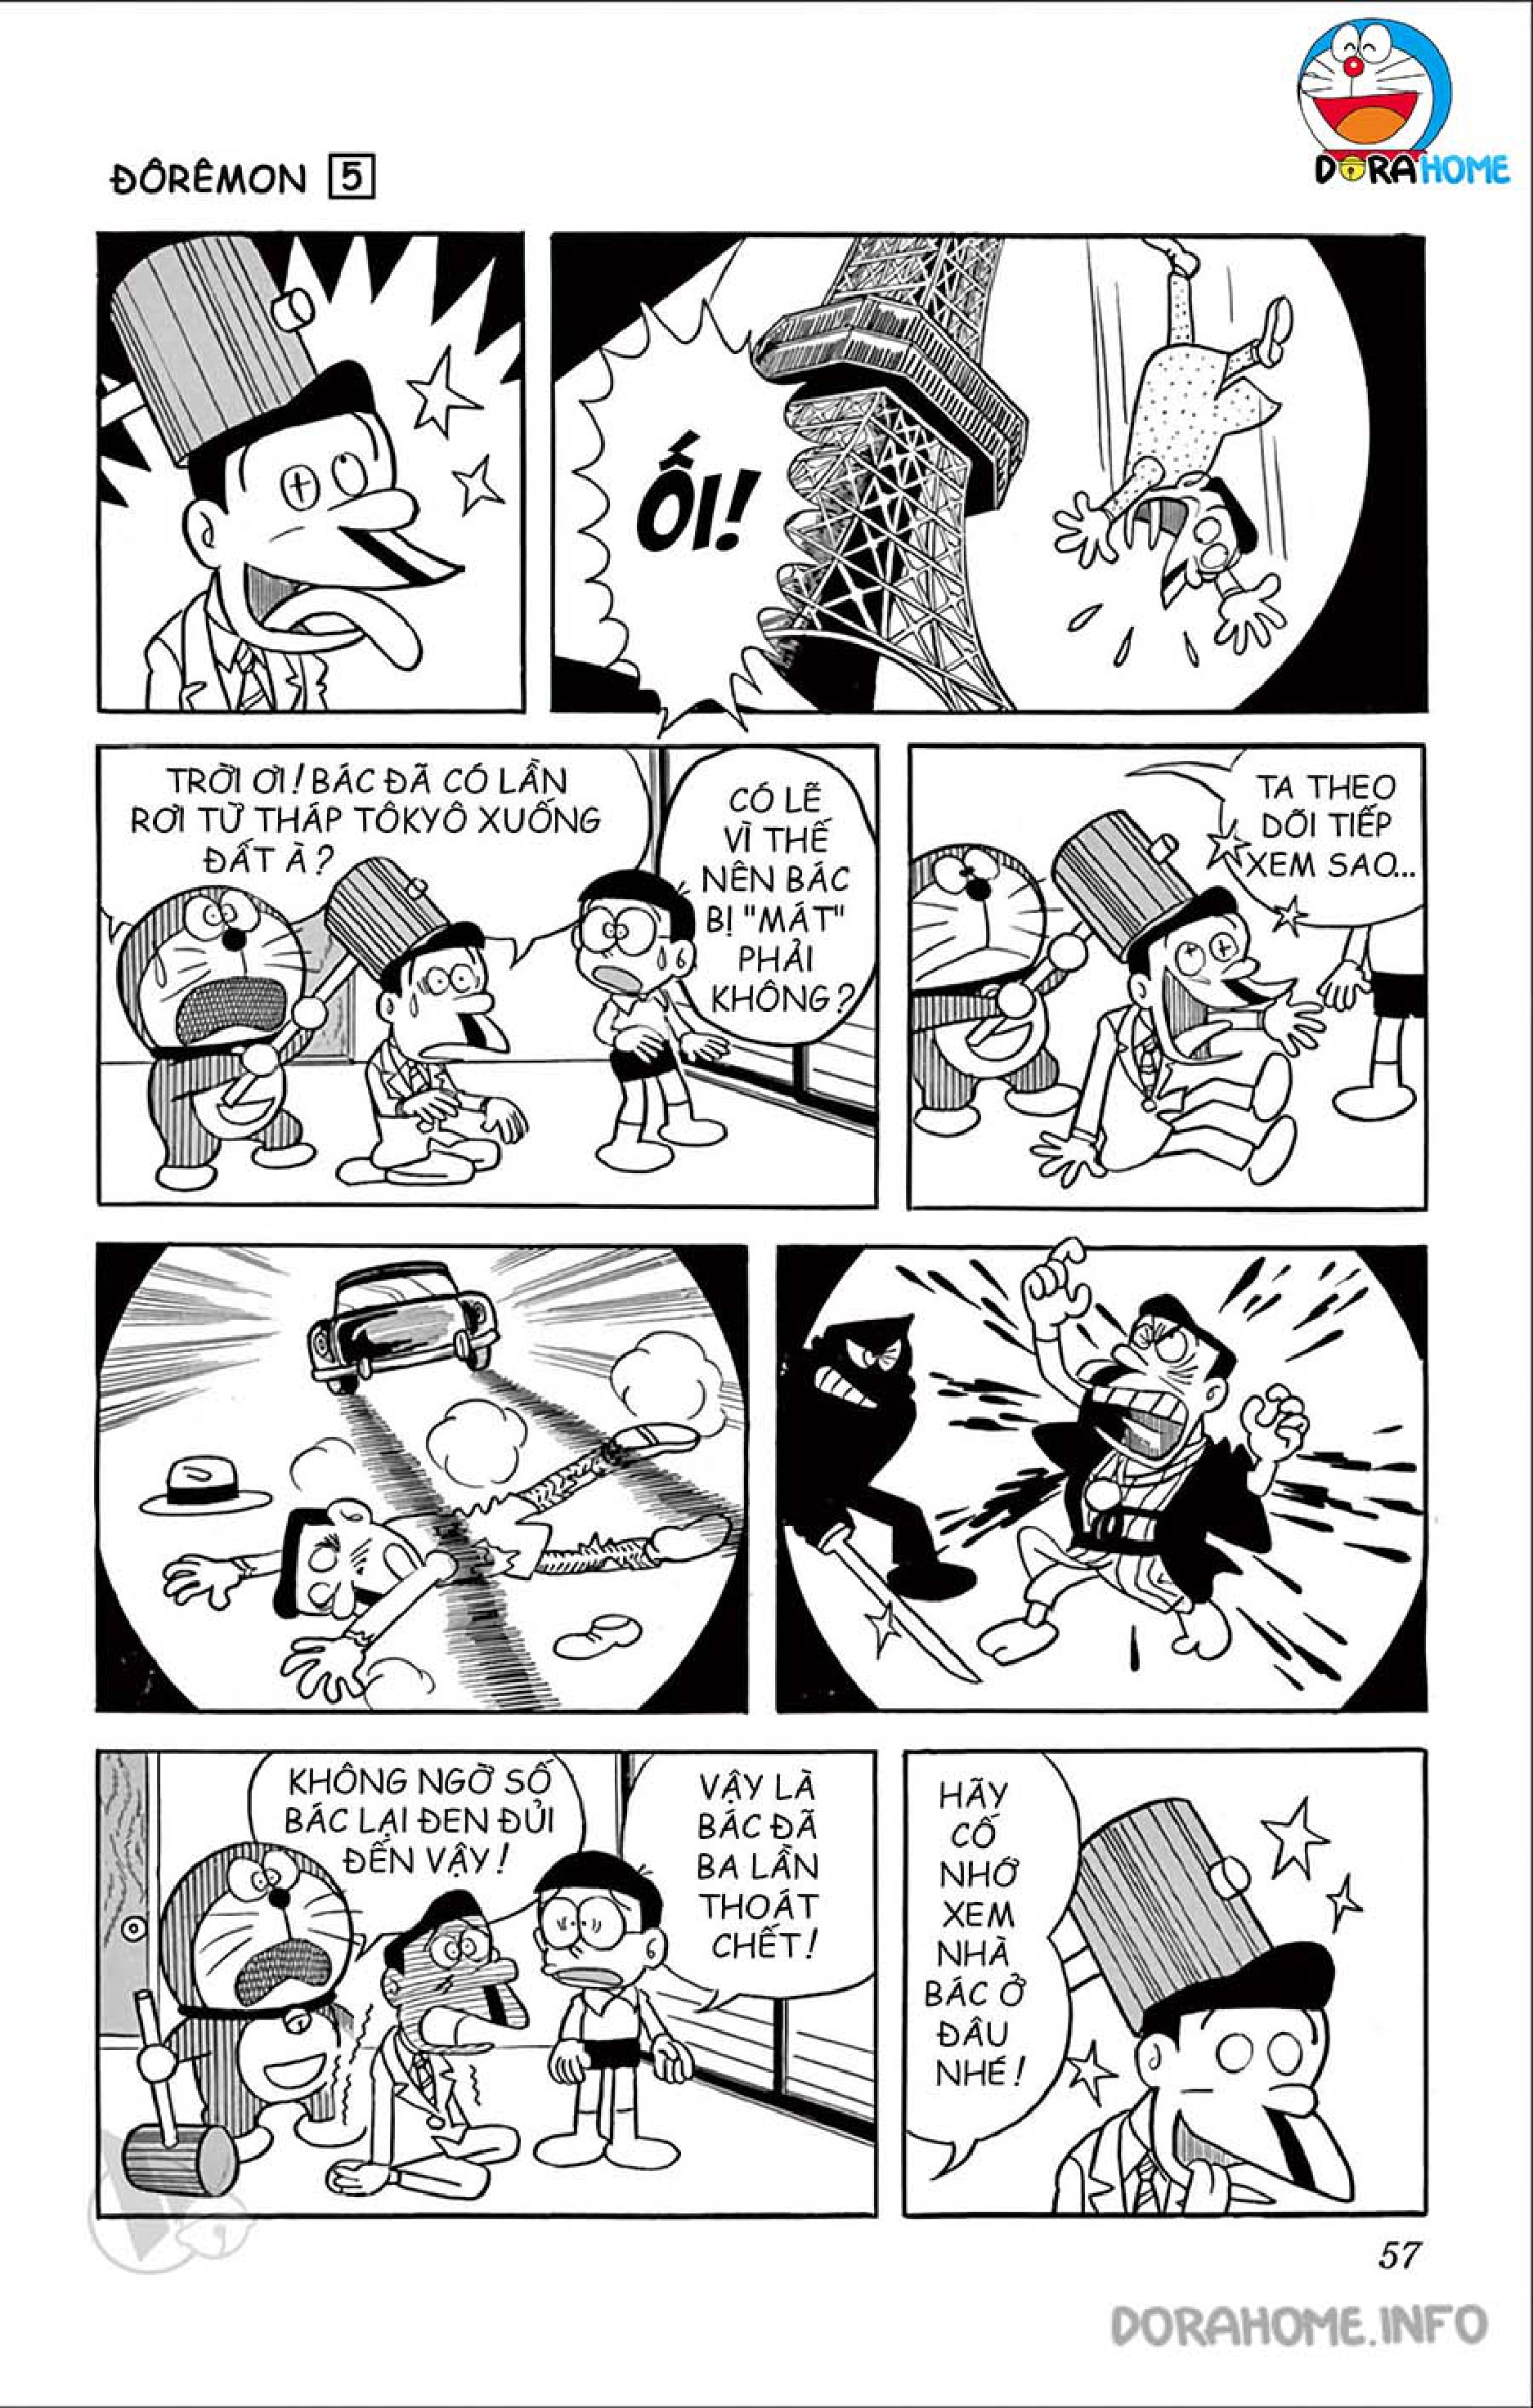 DORAHOME
ĐÔRÊMON 5
ỐI!
TRỜI ƠI! BÁC ĐÃ CÓ LẦN
RƠI TỪ THÁP TÔKYÔ XUỐNG
ĐẤT À?
CÓ LẼ
VÌ THẾ
NÊN BÁC
BỊ "MÁT"
PHẢI
KHÔNG?
TA THEO
DÕI TIẾP
XEM SAO...
KHÔNG NGỜ SỐ
BÁC LẠI ĐEN ĐỦI
ĐẾN VẬY!
VẬY LÀ
BÁC ĐÃ
BA LẦN
THOÁT
CHẾT!
HÃY
CỐ
NHỚ
XEM
NHÀ
BÁC Ở
ĐÂU
NHÉ!
57
DORAHOME.INFO